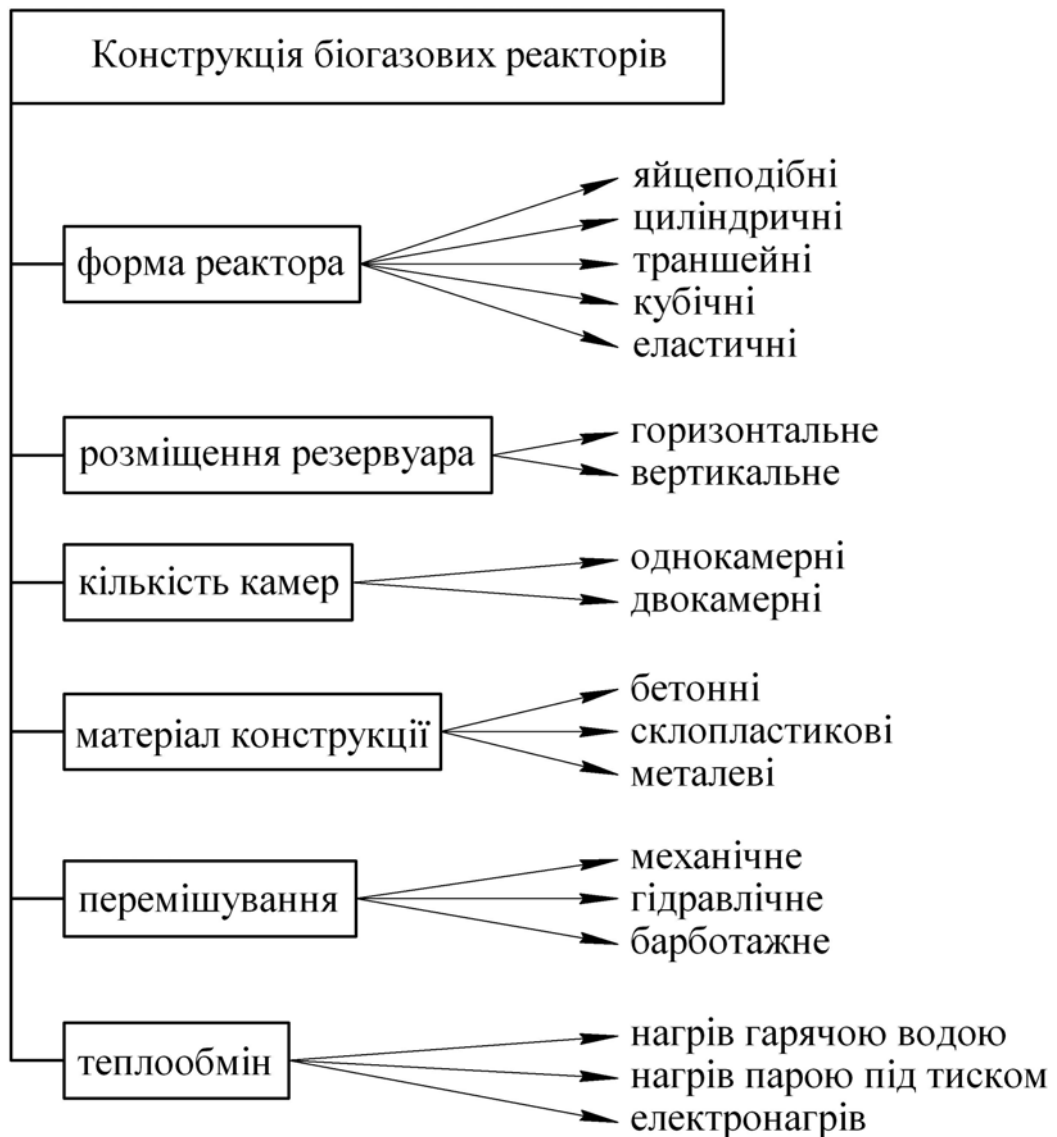 Конструкція біогазових реакторів
форма реактора
яйцеподібні
циліндричні
траншейні
кубічні
еластичні
розміщення резервуара
горизонтальне
вертикальне
кількість камер
однокамерні
двокамерні
матеріал конструкції
бетонні
склопластикові
металеві
перемішування
механічне
гідравлічне
барботажне
теплообмін
нагрів гарячою водою
нагрів парою під тиском
електронагрів